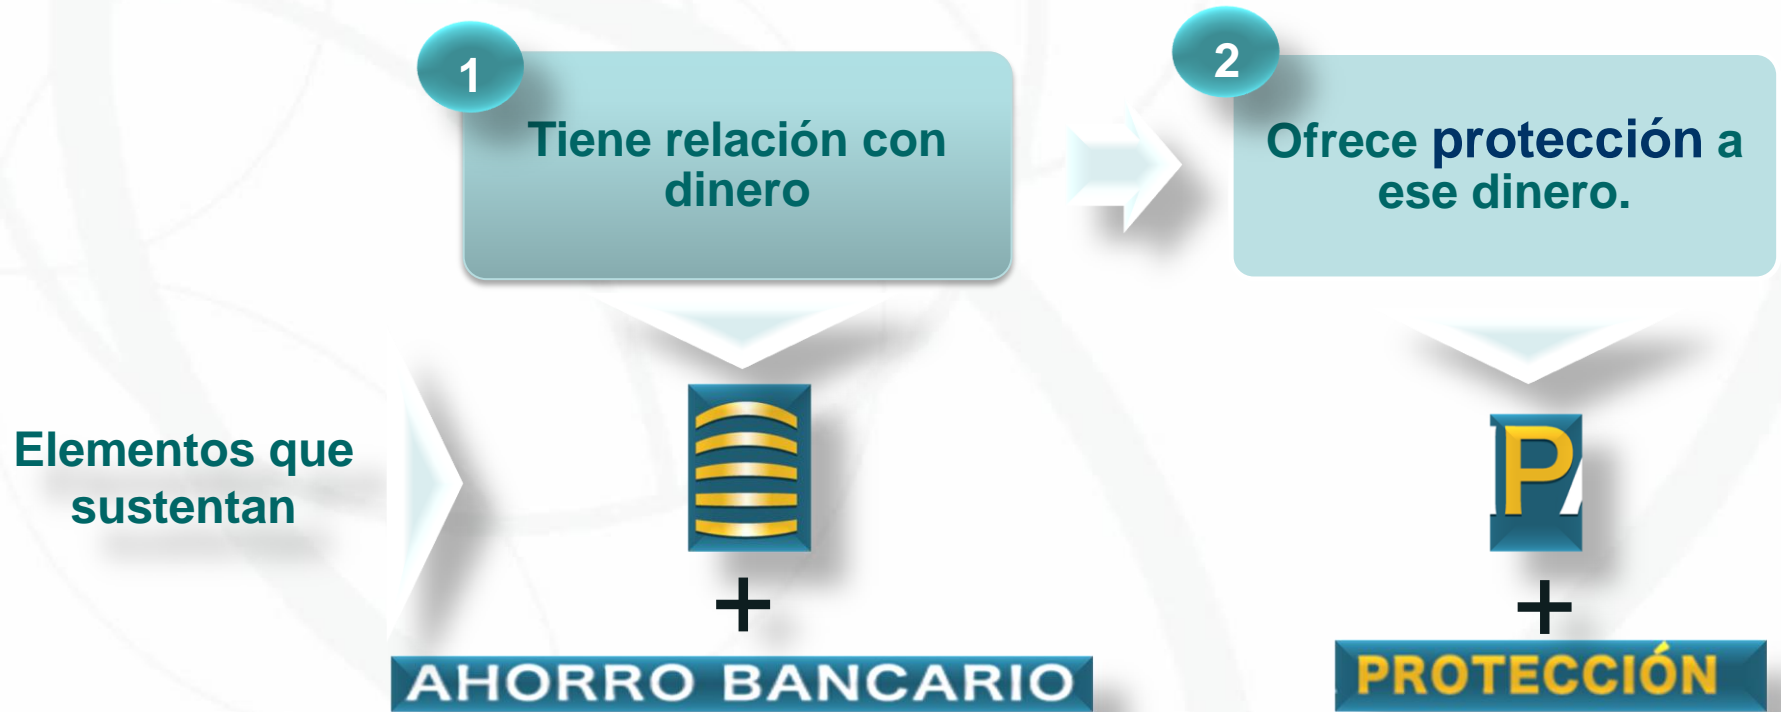 1
Tiene relación con
dinero
2
Ofrece protección a
ese dinero.
Elementos que
sustentan
+
AHORRO BANCARIO
P
+
PROTECCIÓN